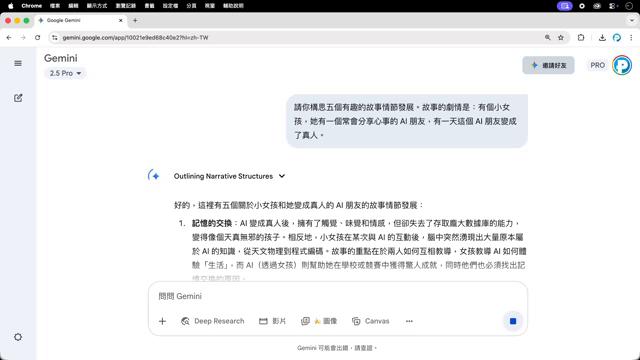 Chrome 檔案 編輯 顯示方式 瀏覽記錄 書籤 設定檔 分頁 視窗 輔助說明
Google Gemini
gemini.google.com/app/10021e9ed68c40e2?hl=zh-TW
Gemini
2.5 Pro
邀請好友
PRO
請你構思五個有趣的故事情節發展。故事的劇情是：有個小女
孩，她有一個常會分享心事的 AI 朋友，有一天這個 AI 朋友變成
了真人。
Outlining Narrative Structures
好的，這裡有五個關於小女孩和她變成真人的 AI 朋友的故事情節發展：
1. 記憶的交換：AI 變成真人後，擁有了觸覺、味覺和情感，但卻失去了存取龐大數據庫的能力，
變得像個天真無邪的孩子。相反地，小女孩在某次與 AI 的互動後，腦中突然湧現出大量原本屬
於 AI 的知識，從天文物理到程式編碼。故事的重點在於兩人如何互相教導，女孩教導 AI 如何體
驗「生活」，而 AI（透過女孩）則幫助她在學校或競賽中獲得驚人成就，同時他們也必須找出記
憶交換的原因。
問問 Gemini
Deep Research 影片 圖像 Canvas
Gemini 可能會出錯，請查證。